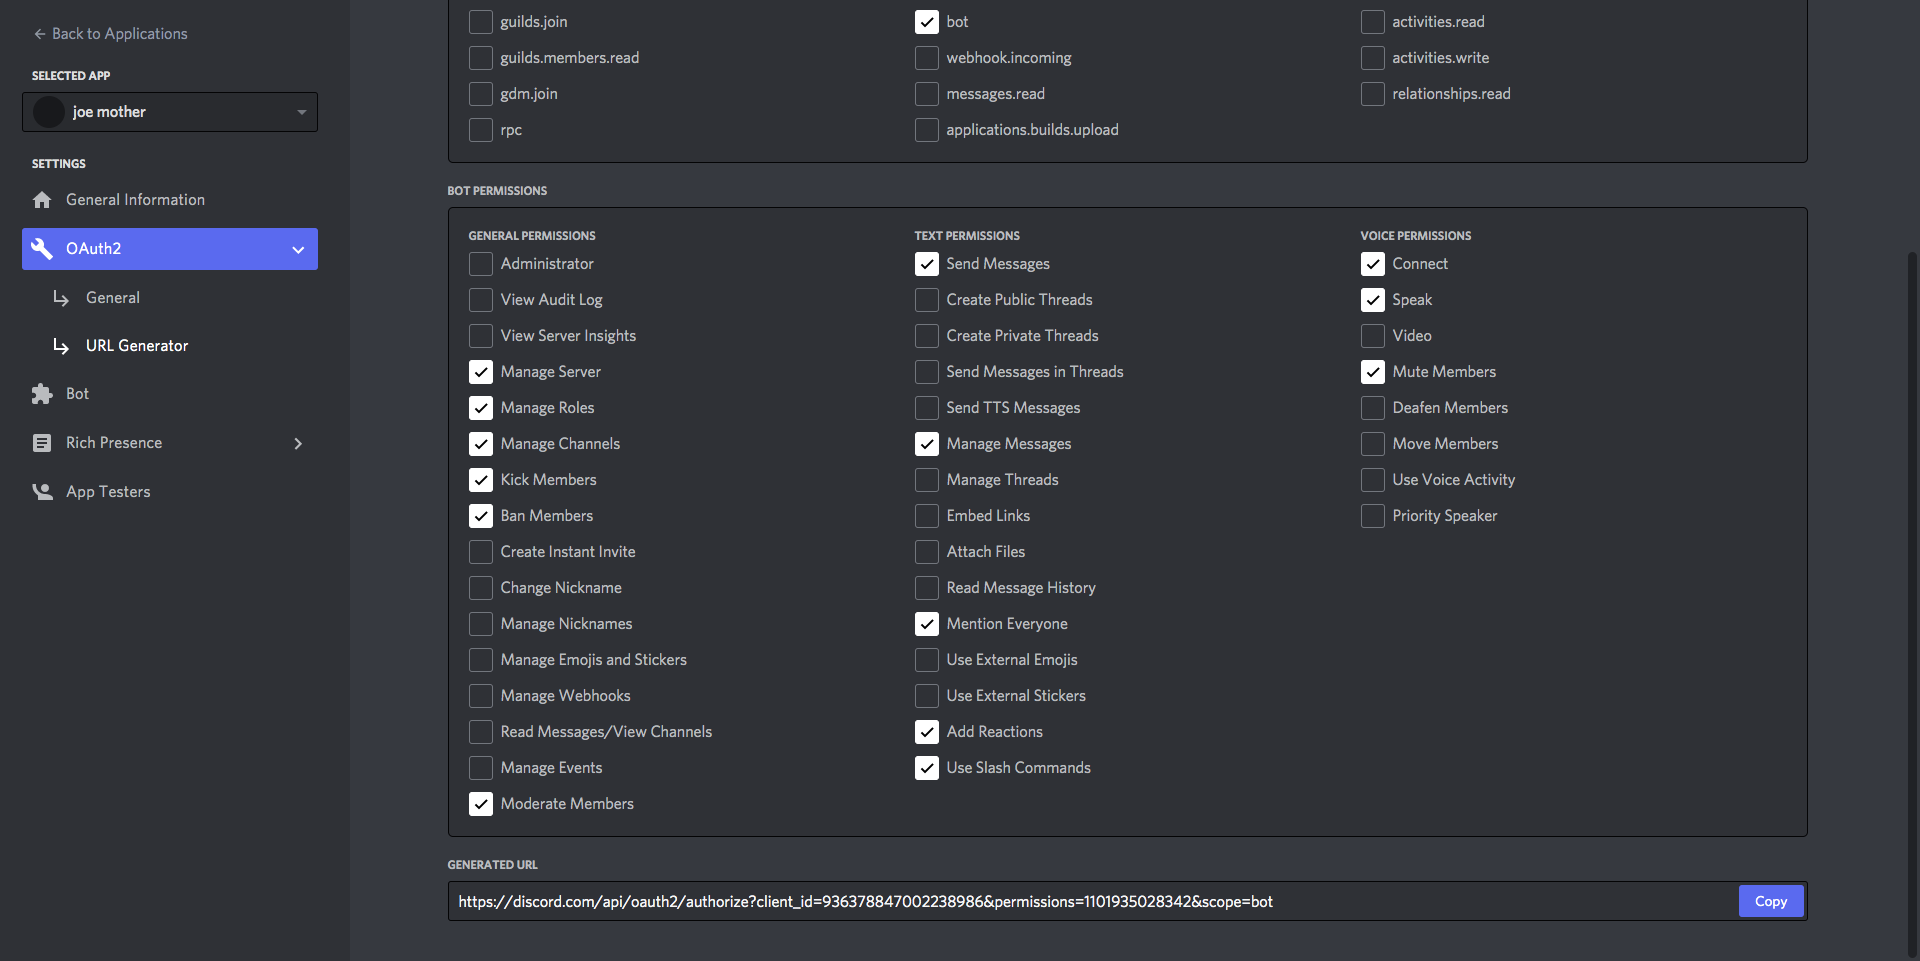 Back to Applications
SELECTED APP
joe mother
SETTINGS
General Information
OAuth2
General
URL Generator
Bot
Rich Presence
App Testers
guilds.join
guilds.members.read
gdm.join
rpc
bot
webhook.incoming
messages.read
applications.builds.upload
activities.read
activities.write
relationships.read
BOT PERMISSIONS
GENERAL PERMISSIONS
Administrator
View Audit Log
View Server Insights
Manage Server
Manage Roles
Manage Channels
Kick Members
Ban Members
Create Instant Invite
Change Nickname
Manage Nicknames
Manage Emojis and Stickers
Manage Webhooks
Read Messages/View Channels
Manage Events
Moderate Members
TEXT PERMISSIONS
Send Messages
Create Public Threads
Create Private Threads
Send Messages in Threads
Send TTS Messages
Manage Messages
Manage Threads
Embed Links
Attach Files
Read Message History
Mention Everyone
Use External Emojis
Use External Stickers
Add Reactions
Use Slash Commands
VOICE PERMISSIONS
Connect
Speak
Video
Mute Members
Deafen Members
Move Members
Use Voice Activity
Priority Speaker
GENERATED URL
https://discord.com/api/oauth2/authorize?client_id=936378847002238986&permissions=1101935028342&scope=bot
Copy